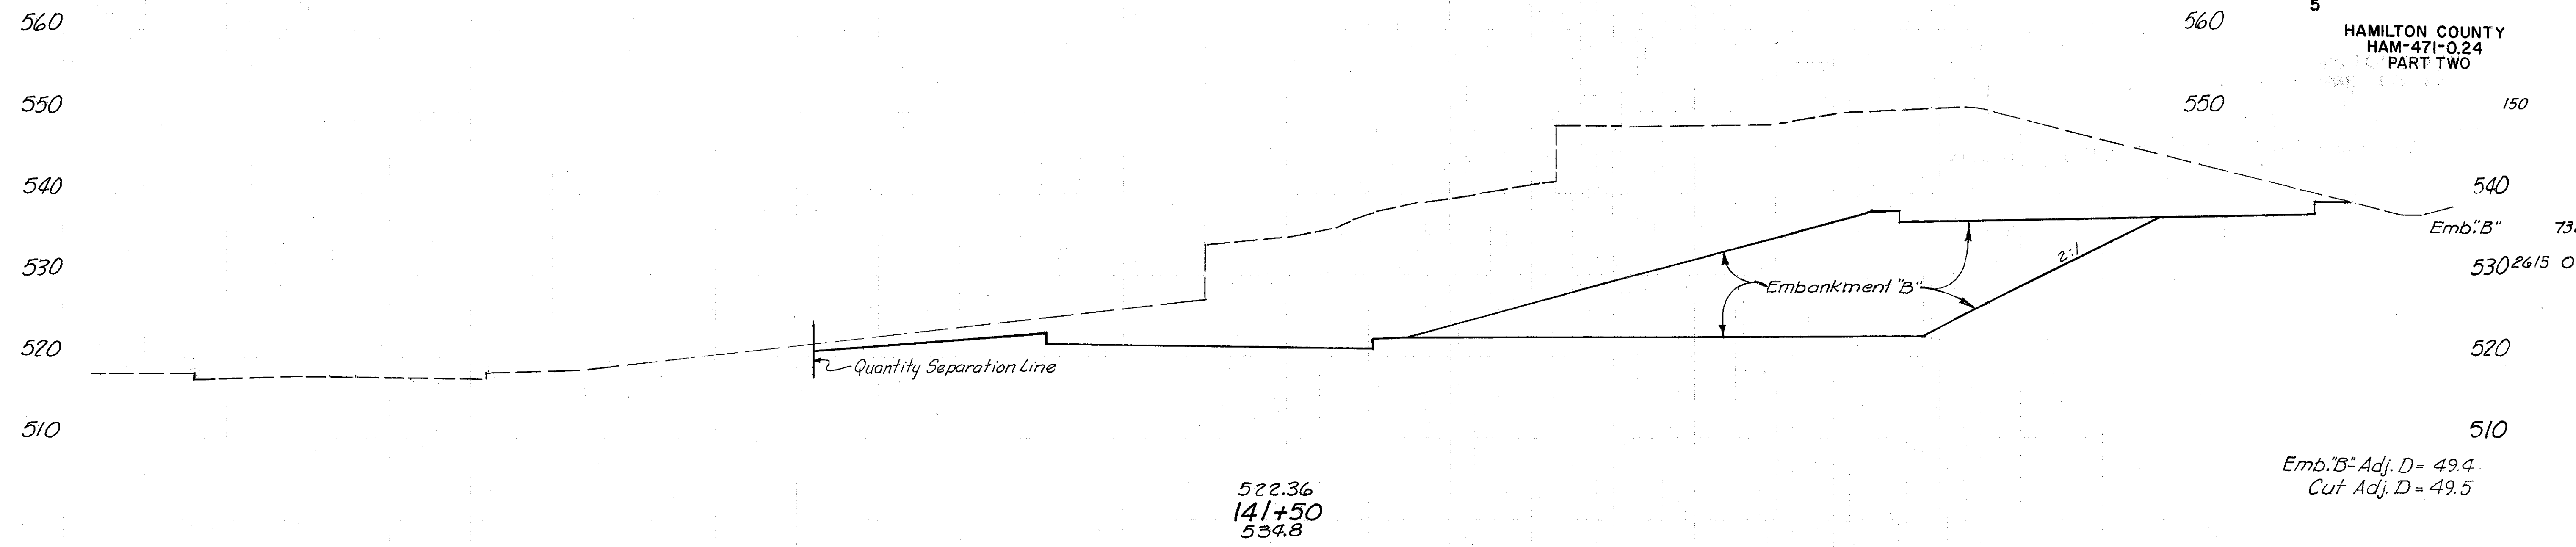 5
HAMILTON COUNTY
HAM-471-0.24
PART TWO
560
560
550
550
150
540
540
Emb."B"
530
530
2615
2:1
Embankment "B"
520
520
Quantity Separation Line
510
510
Emb."B" Adj. D = 49.4
Cut Adj. D = 49.5
522.36
141+50
534.8